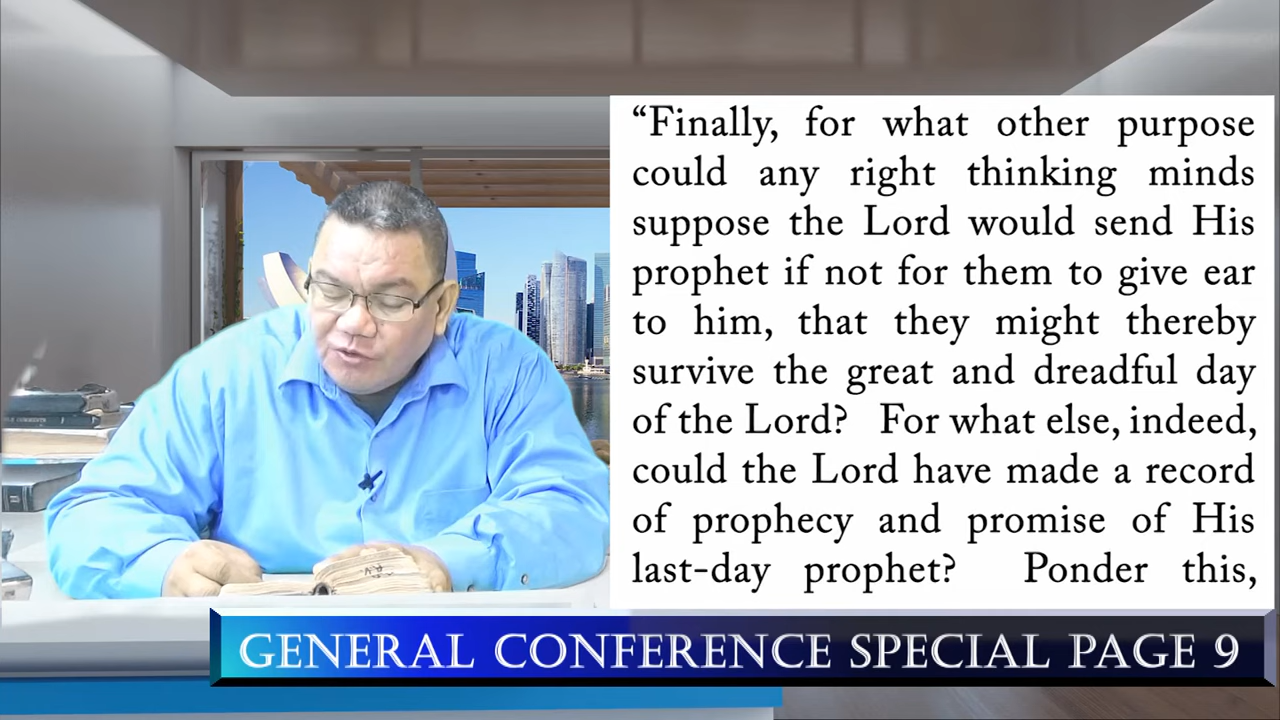 “Finally, for what other purpose
could any right thinking minds
suppose the Lord would send His
prophet if not for them to give ear
to him, that they might thereby
survive the great and dreadful day
of the Lord? For what else, indeed,
could the Lord have made a record
of prophecy and promise of His
last-day prophet? Ponder this,
GENERAL CONFERENCE SPECIAL PAGE 9